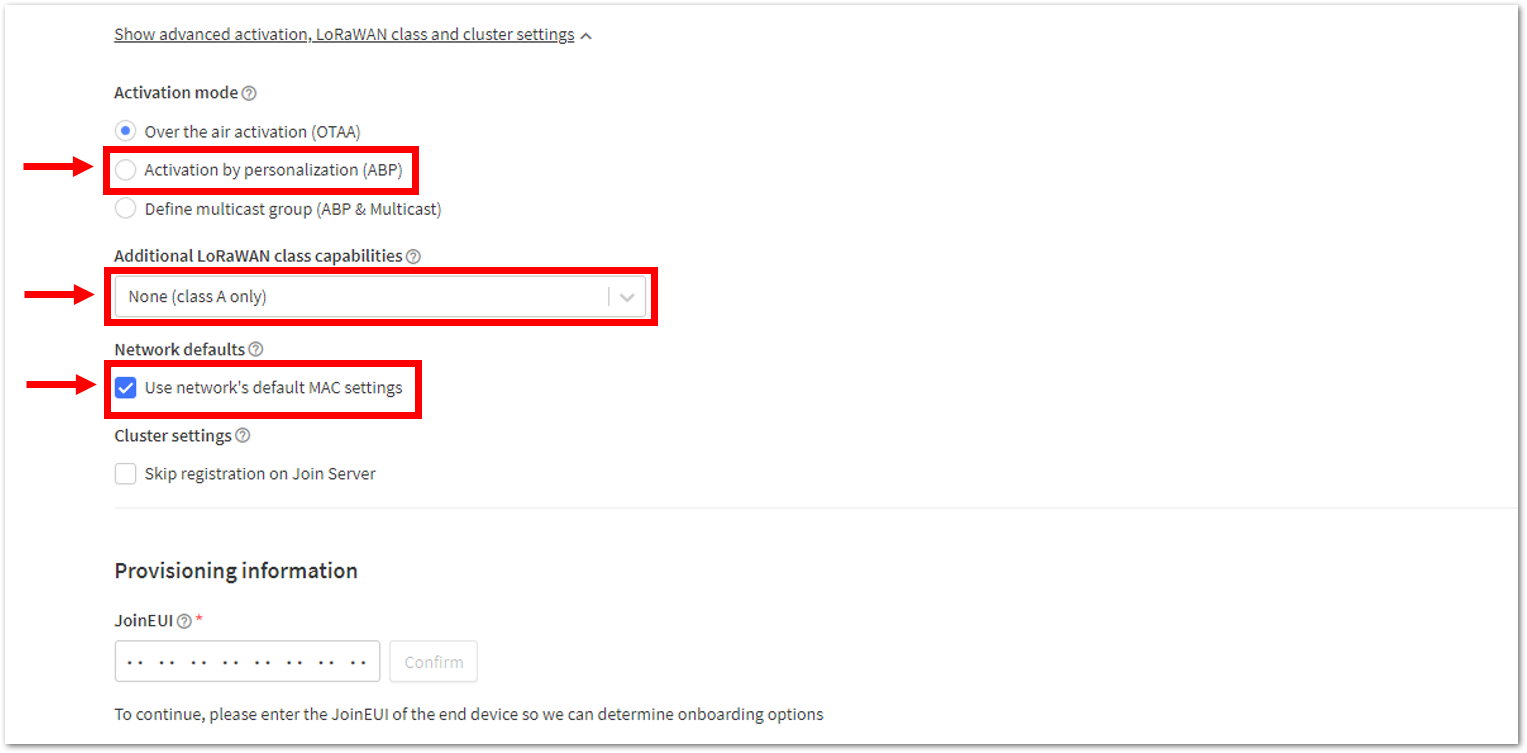 Show advanced activation, LoRaWAN class and cluster settings
Activation mode
Over the air activation (OTAA)
Activation by personalization (ABP)
Define multicast group (ABP & Multicast)
Additional LoRaWAN class capabilities
None (class A only)
Network defaults
Use network's default MAC settings
Cluster settings
Skip registration on Join Server
Provisioning information
JoinEUI *
·· ·· ·· ·· ·· ·· ·· ·· Confirm
To continue, please enter the JoinEUI of the end device so we can determine onboarding options